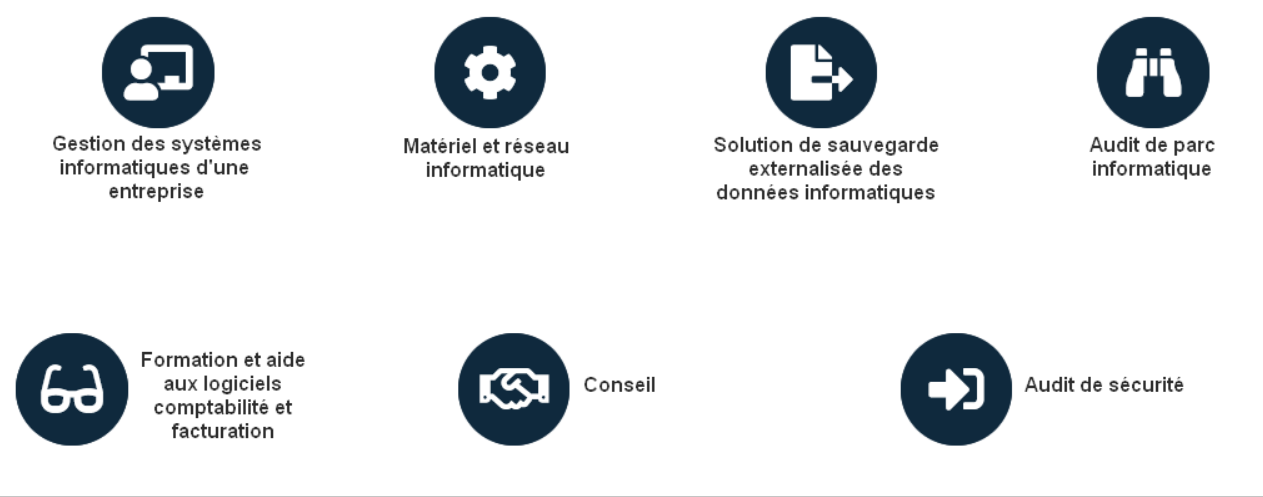 Gestion des systèmes
informatiques d'une
entreprise
Matériel et réseau
informatique
Solution de sauvegarde
externalisée des
données informatiques
Audit de parc
informatique
Formation et aide
aux logiciels
comptabilité et
facturation
Conseil
Audit de sécurité